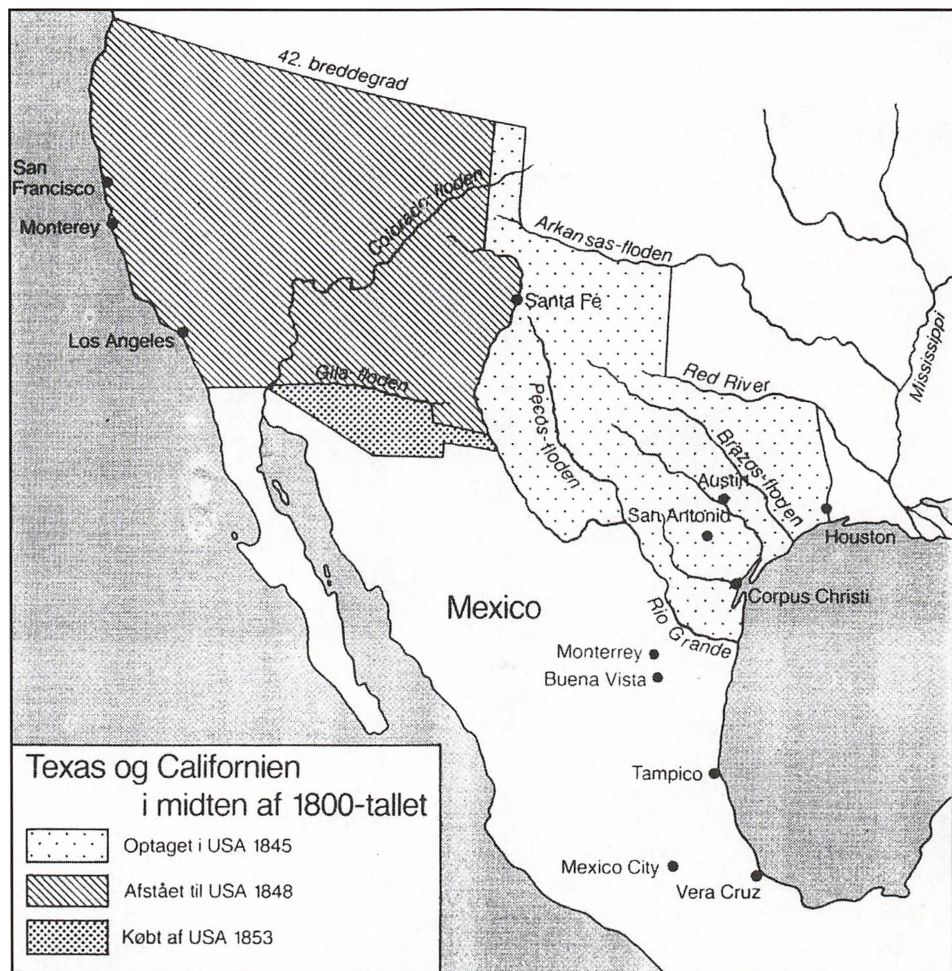 42. breddegrad
San
Francisco
Monterey
Colorado-floden
Arkansas-floden
Santa Fé
Los Angeles
Mississippi
Gila-floden
Red River
Pecos-floden
Brazos-floden
Austin
San Antonio
Houston
Corpus Christi
Mexico
Rio Grande
Monterrey
Buena Vista
Tampico
Mexico City
Vera Cruz
Texas og Californien
i midten af 1800-tallet
Optaget i USA 1845
Afstået til USA 1848
Købt af USA 1853